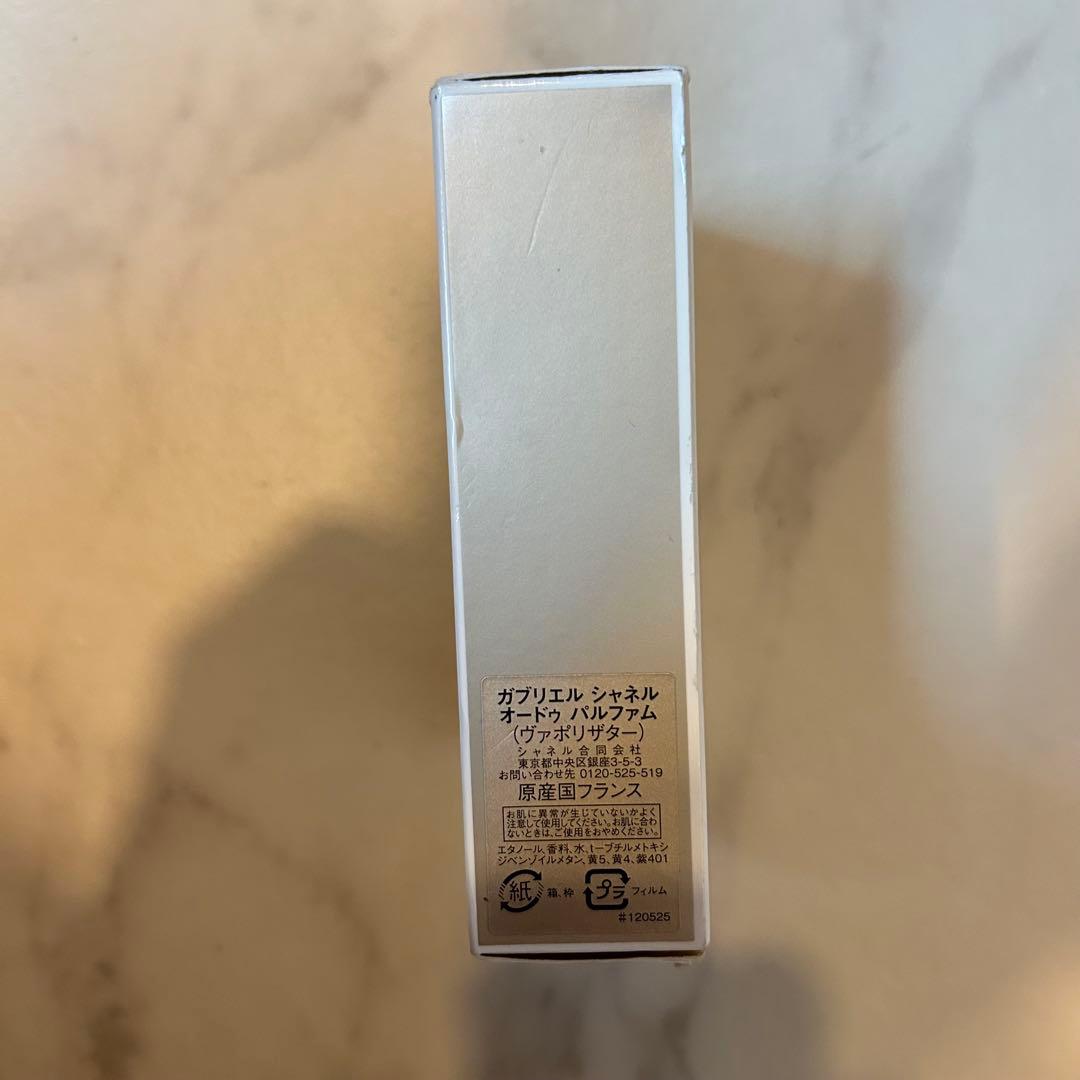 ガブリエル シャネル
オードゥ パルファム
(ヴァポリザター)
シャネル合同会社
東京都中央区銀座3-5-3
お問い合わせ先 0120-525-519
原産国フランス
お肌に異常が生じていないかよく
注意して使用してください。お肌に合わ
ないときは、ご使用をおやめください。
エタノール、香料、水、t-ブチルメトキシ
ジベンゾイルメタン、黄5、黄4、紫401
紙 箱、枠 プラ フィルム
#120525